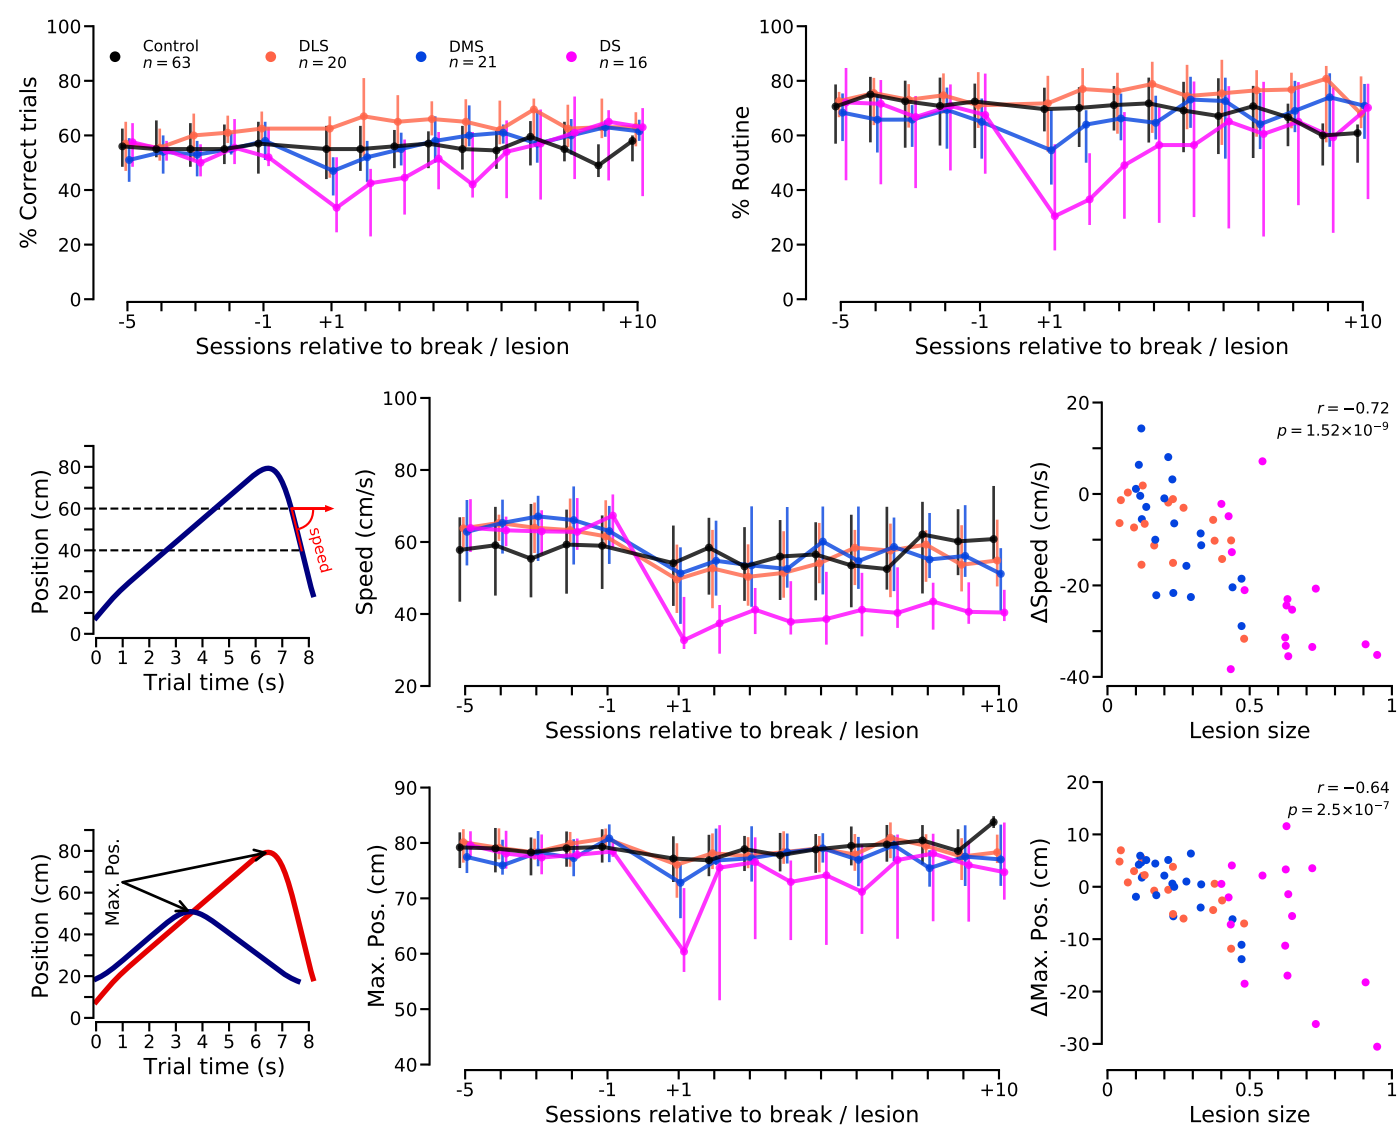 100
80
60
40
20
0
% Correct trials
Control
n = 63
DLS
n = 20
DMS
n = 21
DS
n = 16
-5
-1
+1
+10
Sessions relative to break / lesion
100
80
60
40
20
0
% Routine
-5
-1
+1
+10
Sessions relative to break / lesion
80
60
40
20
0
Position (cm)
speed
0 1 2 3 4 5 6 7 8
Trial time (s)
100
80
60
40
20
Speed (cm/s)
-5
-1
+1
+10
Sessions relative to break / lesion
20
0
-20
-40
ΔSpeed (cm/s)
r = −0.72
p = 1.52×10⁻⁹
0
0.5
1
Lesion size
80
60
40
20
0
Position (cm)
Max. Pos.
0 1 2 3 4 5 6 7 8
Trial time (s)
90
80
70
60
50
40
Max. Pos. (cm)
-5
-1
+1
+10
Sessions relative to break / lesion
20
10
0
-10
-20
-30
ΔMax. Pos. (cm)
r = −0.64
p = 2.5×10⁻⁷
0
0.5
1
Lesion size